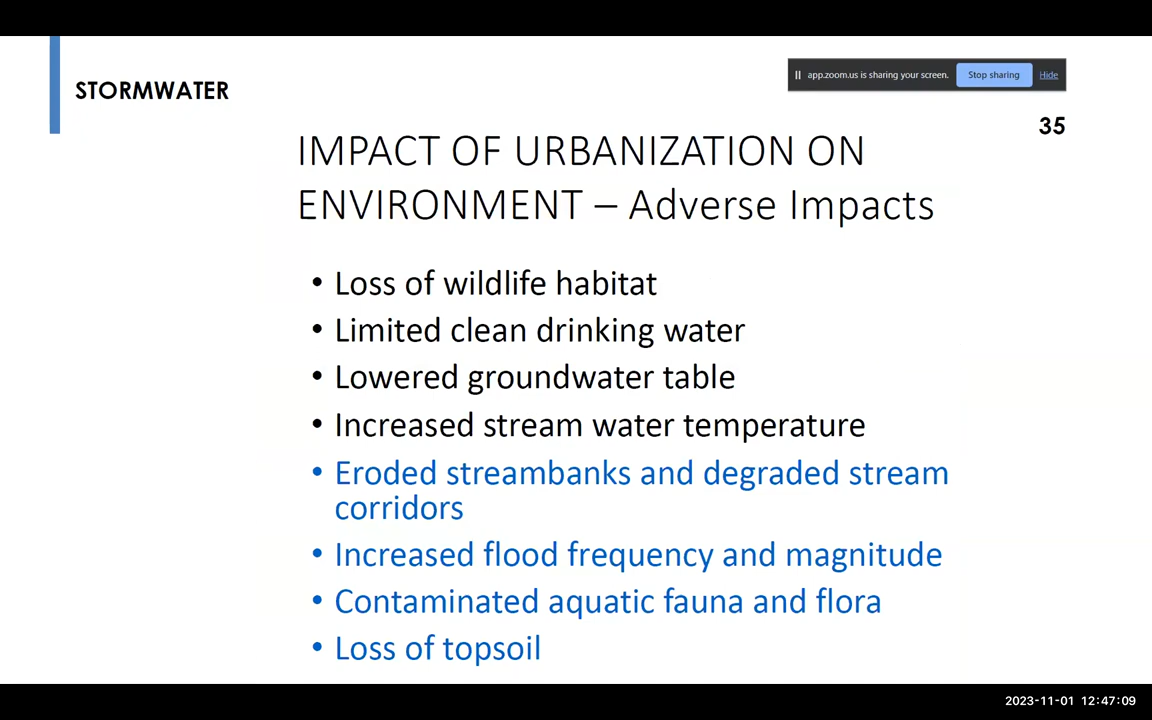 STORMWATER
app.zoom.us is sharing your screen. Stop sharing Hide
35
IMPACT OF URBANIZATION ON
ENVIRONMENT – Adverse Impacts
• Loss of wildlife habitat
• Limited clean drinking water
• Lowered groundwater table
• Increased stream water temperature
• Eroded streambanks and degraded stream
corridors
• Increased flood frequency and magnitude
• Contaminated aquatic fauna and flora
• Loss of topsoil
2023-11-01 12:47:09